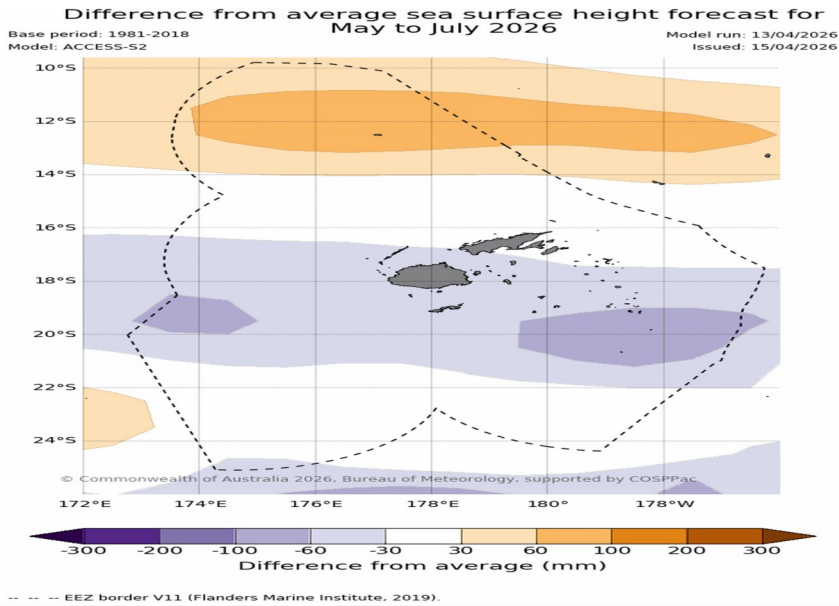 Difference from average sea surface height forecast for
May to July 2026
Base period: 1981-2018
Model: ACCESS-S2
Model run: 13/04/2026
Issued: 15/04/2026
10°S
12°S
14°S
16°S
18°S
20°S
22°S
24°S
© Commonwealth of Australia 2026, Bureau of Meteorology, supported by COSPPac
172°E 174°E 176°E 178°E 180° 178°W
-300 -200 -100 -60 -30 30 60 100 200 300
Difference from average (mm)
-- -- -- EEZ border V11 (Flanders Marine Institute, 2019).